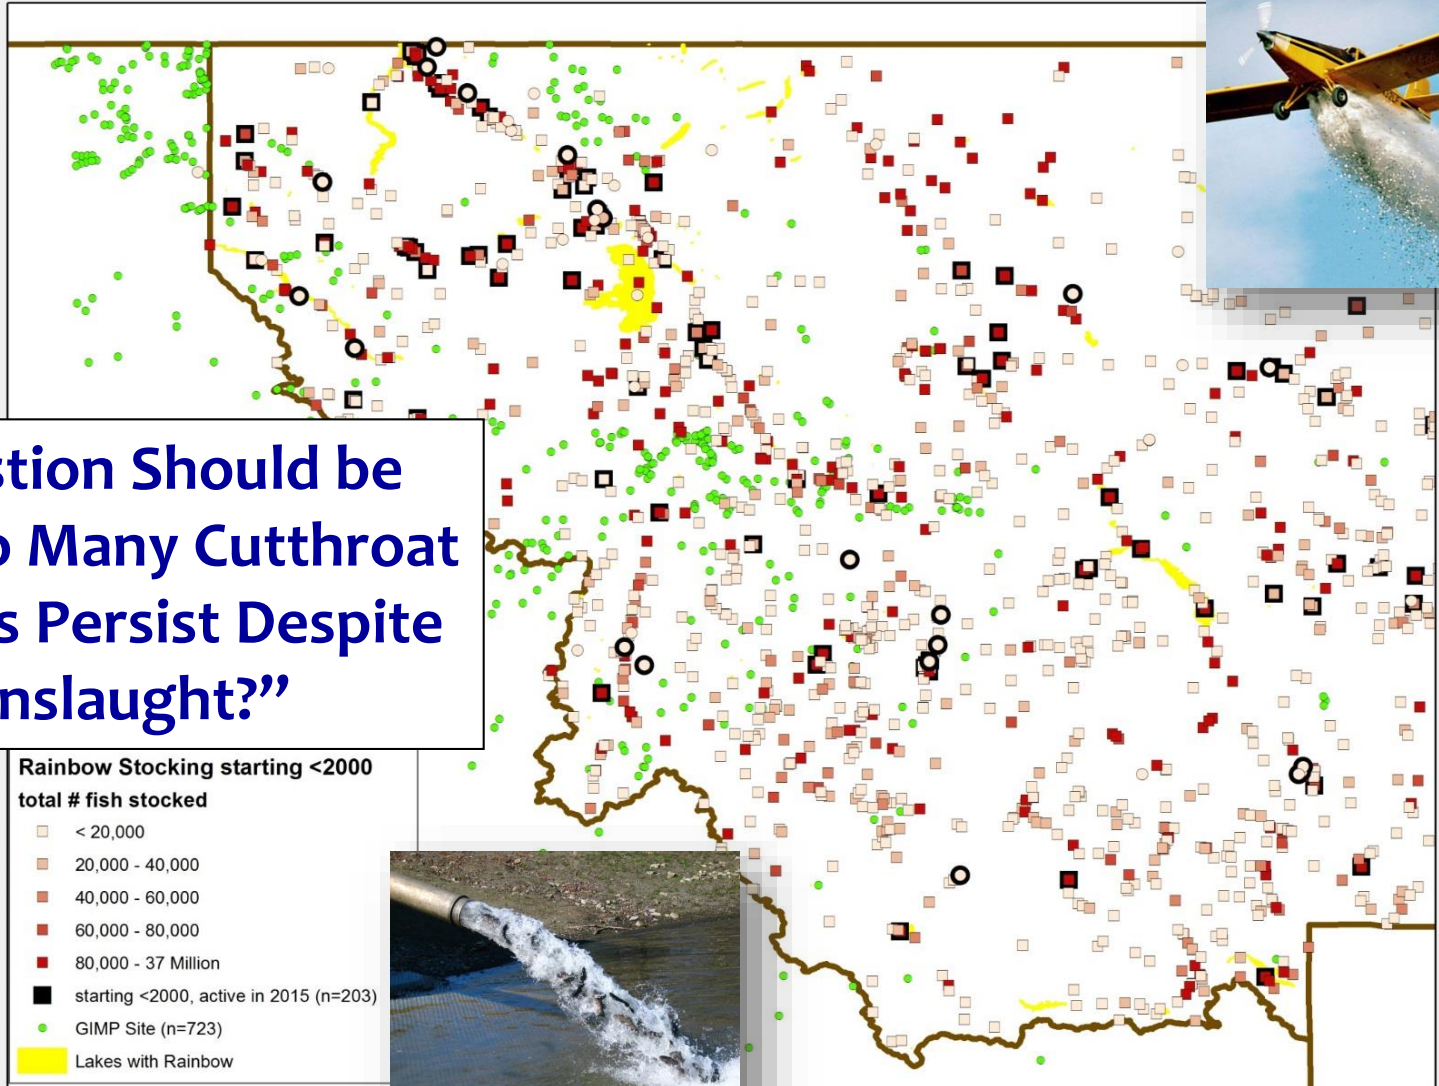 stion Should be
Many Cutthroat
s Persist Despite
nslaught?”
Rainbow Stocking starting <2000
total # fish stocked
< 20,000
20,000 - 40,000
40,000 - 60,000
60,000 - 80,000
80,000 - 37 Million
starting <2000, active in 2015 (n=203)
GIMP Site (n=723)
Lakes with Rainbow